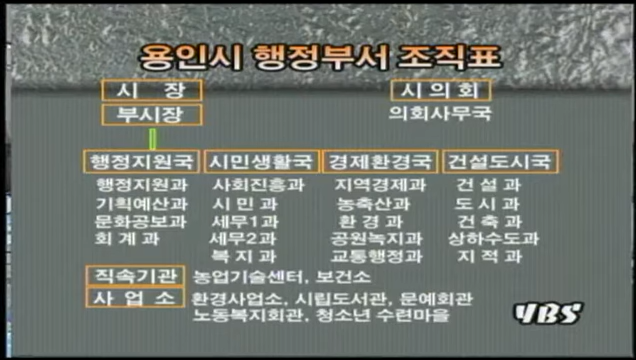 용인시 행정부서 조직표
시 장 시 의 회
부시장 의회사무국
행정지원국 시민생활국 경제환경국 건설도시국
행정지원과 사회진흥과 지역경제과 건 설 과
기획예산과 시 민 과 농축산과 도 시 과
문화공보과 세무1과 환 경 과 건 축 과
회 계 과 세무2과 공원녹지과 상하수도과
복 지 과 교통행정과 지 적 과
직속기관 농업기술센터, 보건소
사 업 소 환경사업소, 시립도서관, 문예회관
노동복지회관, 청소년 수련마을
YBS